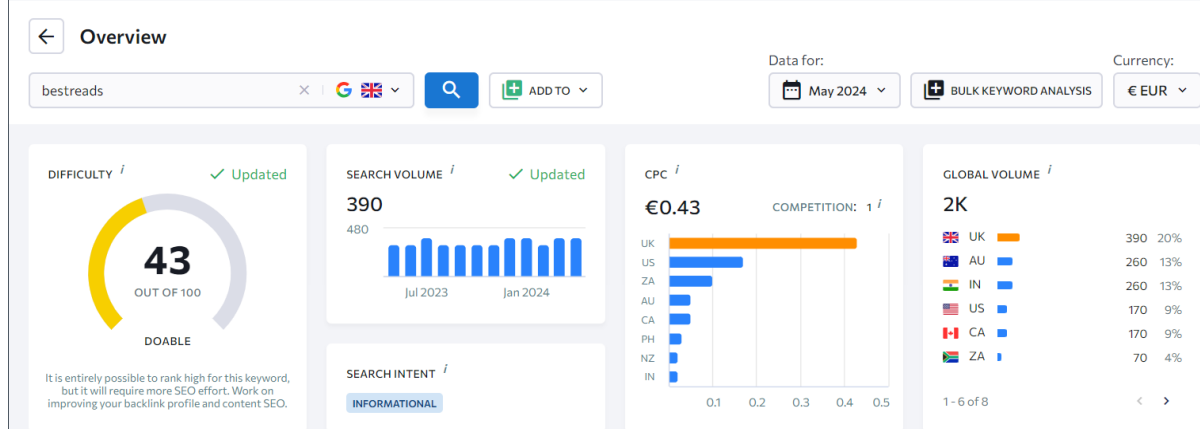 Overview
Data for:
Currency:
bestreads
ADD TO
May 2024
BULK KEYWORD ANALYSIS
€ EUR
DIFFICULTY i
Updated
43
OUT OF 100
DOABLE
It is entirely possible to rank high for this keyword,
but it will require more SEO effort. Work on
improving your backlink profile and content SEO.
SEARCH VOLUME i
Updated
390
480
Jul 2023
Jan 2024
SEARCH INTENT i
INFORMATIONAL
CPC i
€0.43
COMPETITION: 1 i
UK
US
ZA
AU
CA
PH
NZ
IN
0.1 0.2 0.3 0.4 0.5
GLOBAL VOLUME i
2K
UK 390 20%
AU 260 13%
IN 260 13%
US 170 9%
CA 170 9%
ZA 70 4%
1 - 6 of 8